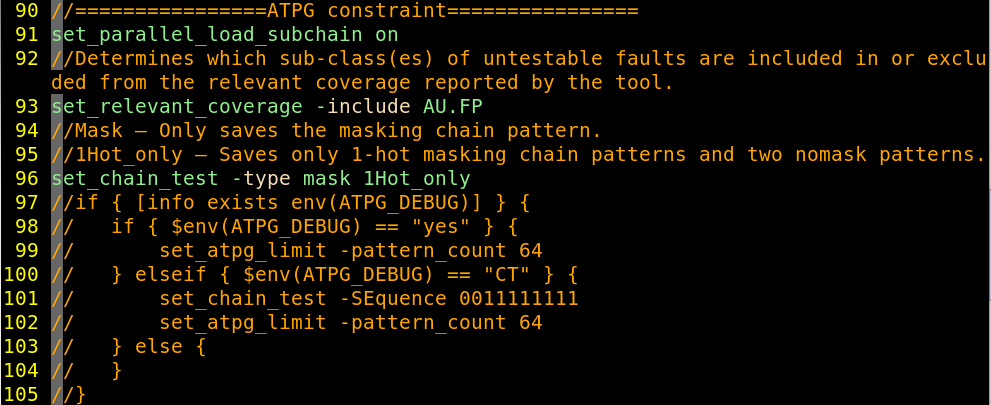 90 //================ATPG constraint================
91 set_parallel_load_subchain on
92 //Determines which sub-class(es) of untestable faults are included in or exclu
ded from the relevant coverage reported by the tool.
93 set_relevant_coverage -include AU.FP
94 //Mask — Only saves the masking chain pattern.
95 //1Hot_only — Saves only 1-hot masking chain patterns and two nomask patterns.
96 set_chain_test -type mask 1Hot_only
97 //if { [info exists env(ATPG_DEBUG)] } {
98 //   if { $env(ATPG_DEBUG) == "yes" } {
99 //       set_atpg_limit -pattern_count 64
100 //   } elseif { $env(ATPG_DEBUG) == "CT" } {
101 //       set_chain_test -SEquence 0011111111
102 //       set_atpg_limit -pattern_count 64
103 //   } else {
104 //   }
105 //}